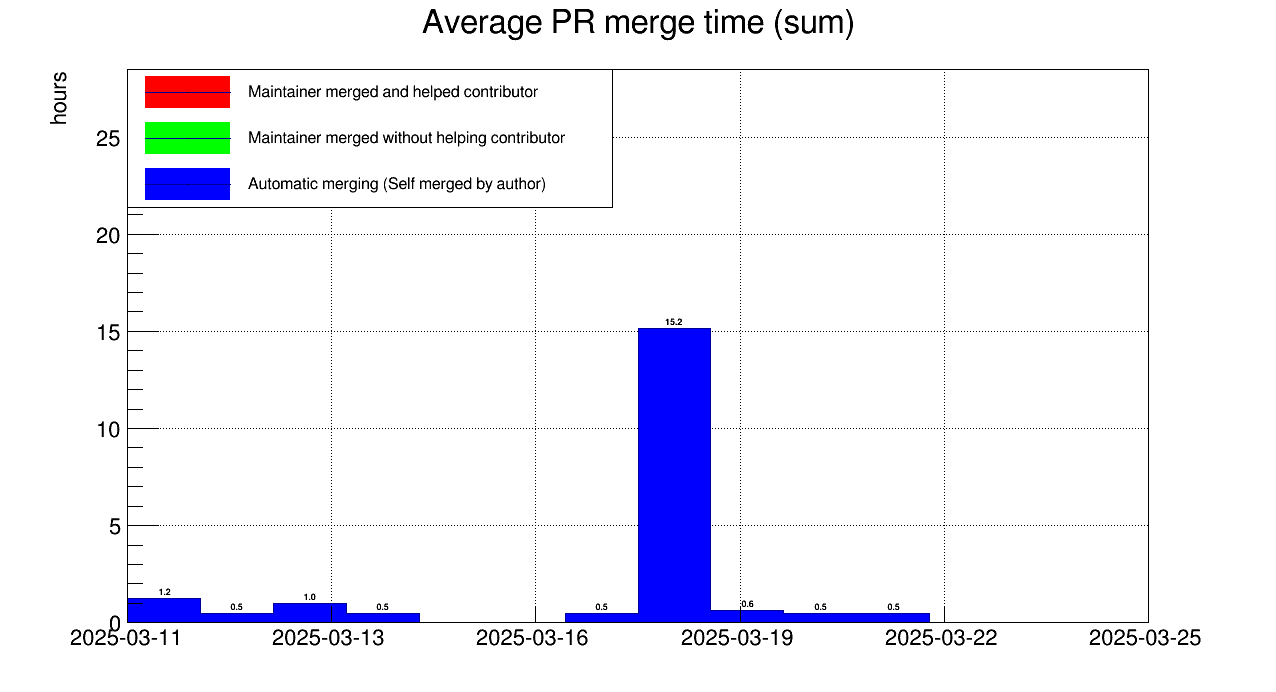 Average PR merge time (sum)
hours
Maintainer merged and helped contributor
Maintainer merged without helping contributor
Automatic merging (Self merged by author)
25
20
15
10
5
0
1.2
0.5
1.0
0.5
0.5
15.2
0.6
0.5
0.5
2025-03-11 2025-03-13 2025-03-16 2025-03-19 2025-03-22 2025-03-25